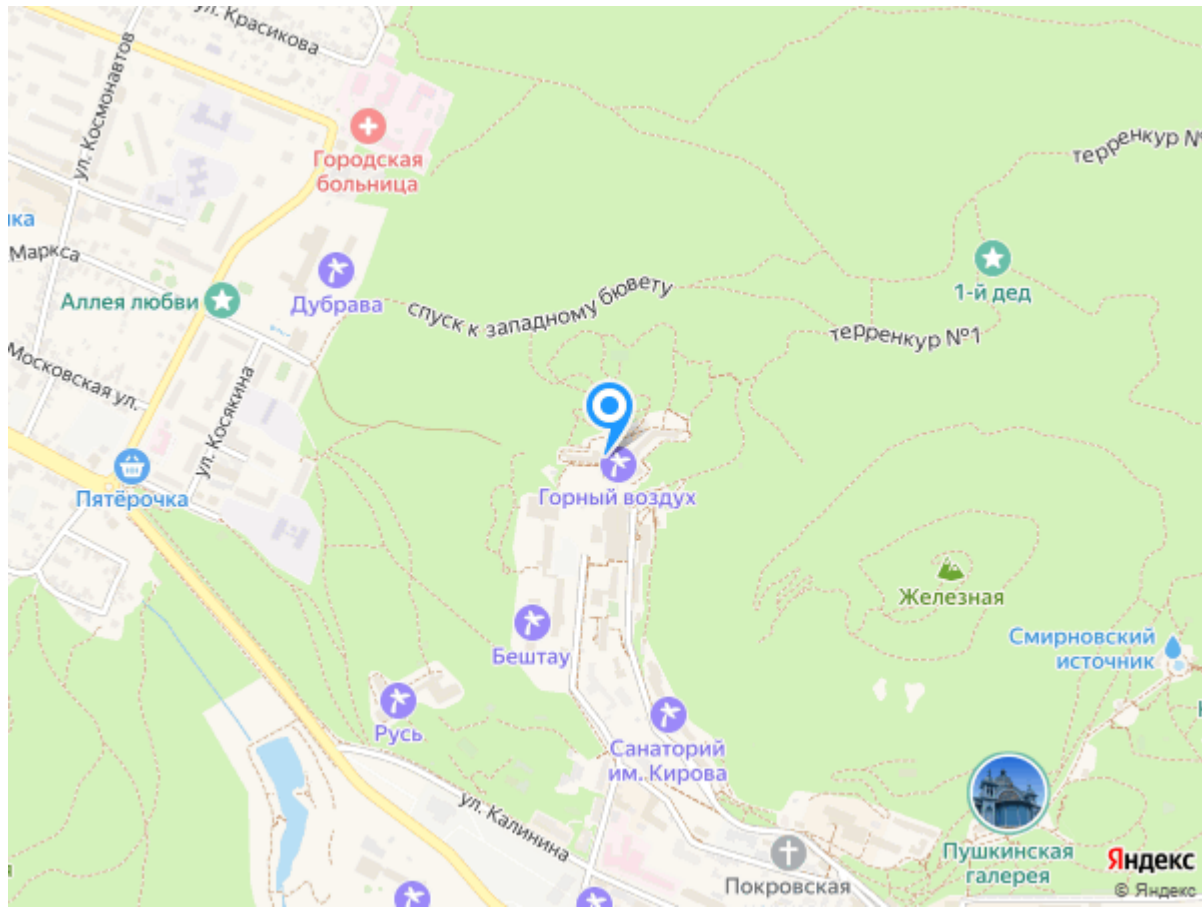 ул. Красикова
ул. Космонавтов
Городская
больница
терренкур №
ка
Маркса
Дубрава
Аллея любви
спуск к западному бювету
1-й дед
терренкур №1
Московская ул.
ул. Косякина
Пятёрочка
Горный воздух
Железная
Бештау
Смирновский
источник
Русь
Санаторий
им. Кирова
ул. Калинина
Пушкинская
галерея
Покровская
Яндекс
© Яндекс